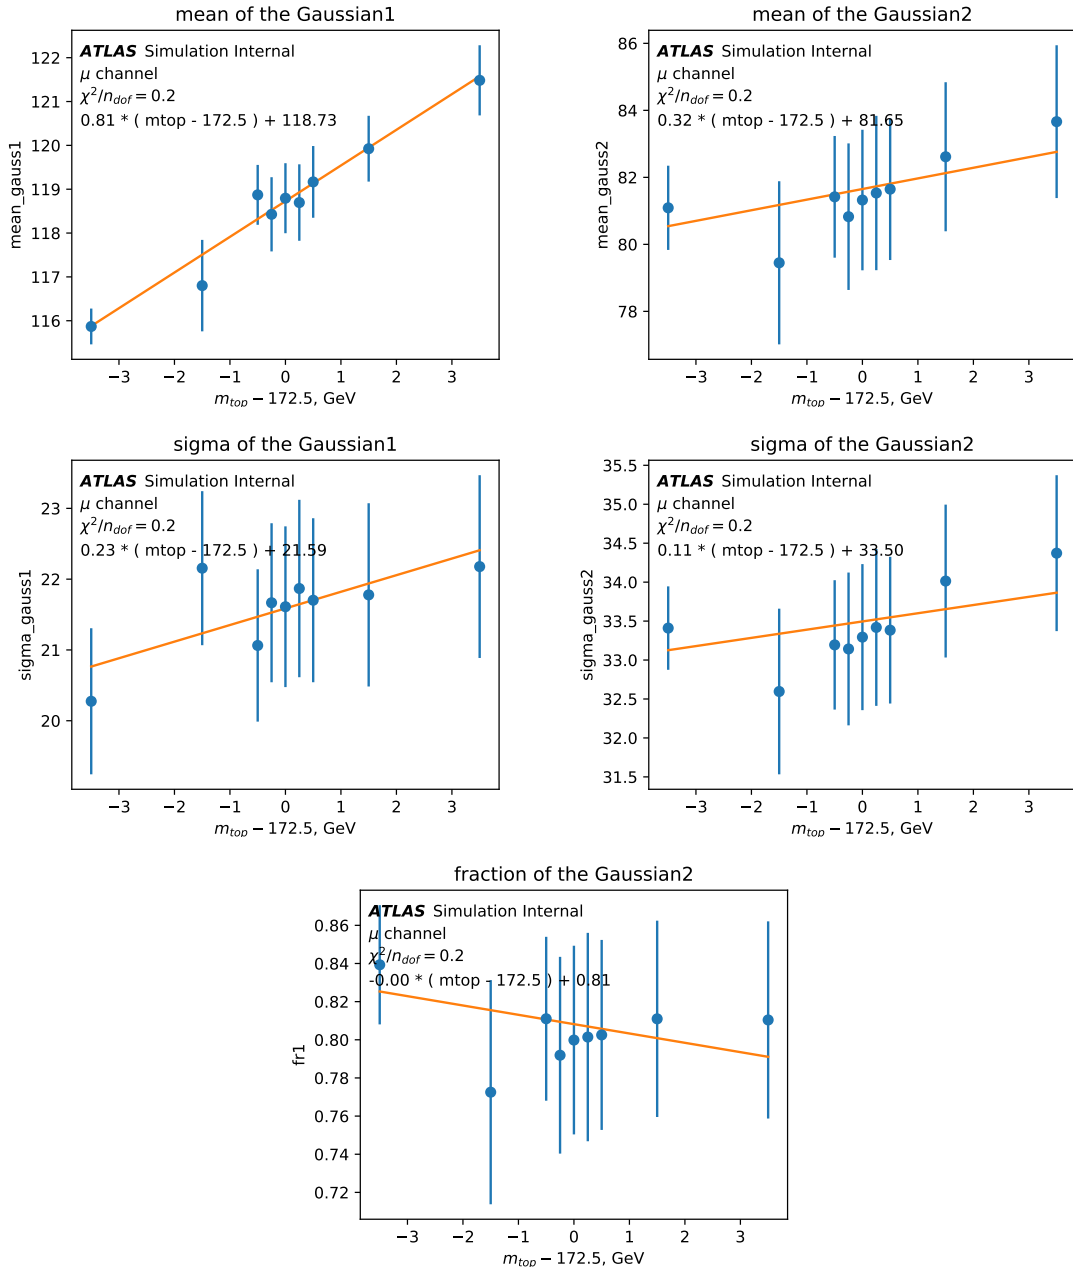 mean of the Gaussian1
ATLAS Simulation Internal
μ channel
χ²/n_dof = 0.2
0.81 * ( mtop - 172.5 ) + 118.73
mean_gauss1
122
121
120
119
118
117
116
−3 −2 −1 0 1 2 3
m_top − 172.5, GeV
mean of the Gaussian2
ATLAS Simulation Internal
μ channel
χ²/n_dof = 0.2
0.32 * ( mtop - 172.5 ) + 81.65
mean_gauss2
86
84
82
80
78
−3 −2 −1 0 1 2 3
m_top − 172.5, GeV
sigma of the Gaussian1
ATLAS Simulation Internal
μ channel
χ²/n_dof = 0.2
0.23 * ( mtop - 172.5 ) + 21.59
sigma_gauss1
23
22
21
20
−3 −2 −1 0 1 2 3
m_top − 172.5, GeV
sigma of the Gaussian2
ATLAS Simulation Internal
μ channel
χ²/n_dof = 0.2
0.11 * ( mtop - 172.5 ) + 33.50
sigma_gauss2
35.5
35.0
34.5
34.0
33.5
33.0
32.5
32.0
31.5
−3 −2 −1 0 1 2 3
m_top − 172.5, GeV
fraction of the Gaussian2
ATLAS Simulation Internal
μ channel
χ²/n_dof = 0.2
-0.00 * ( mtop - 172.5 ) + 0.81
fr1
0.86
0.84
0.82
0.80
0.78
0.76
0.74
0.72
−3 −2 −1 0 1 2 3
m_top − 172.5, GeV